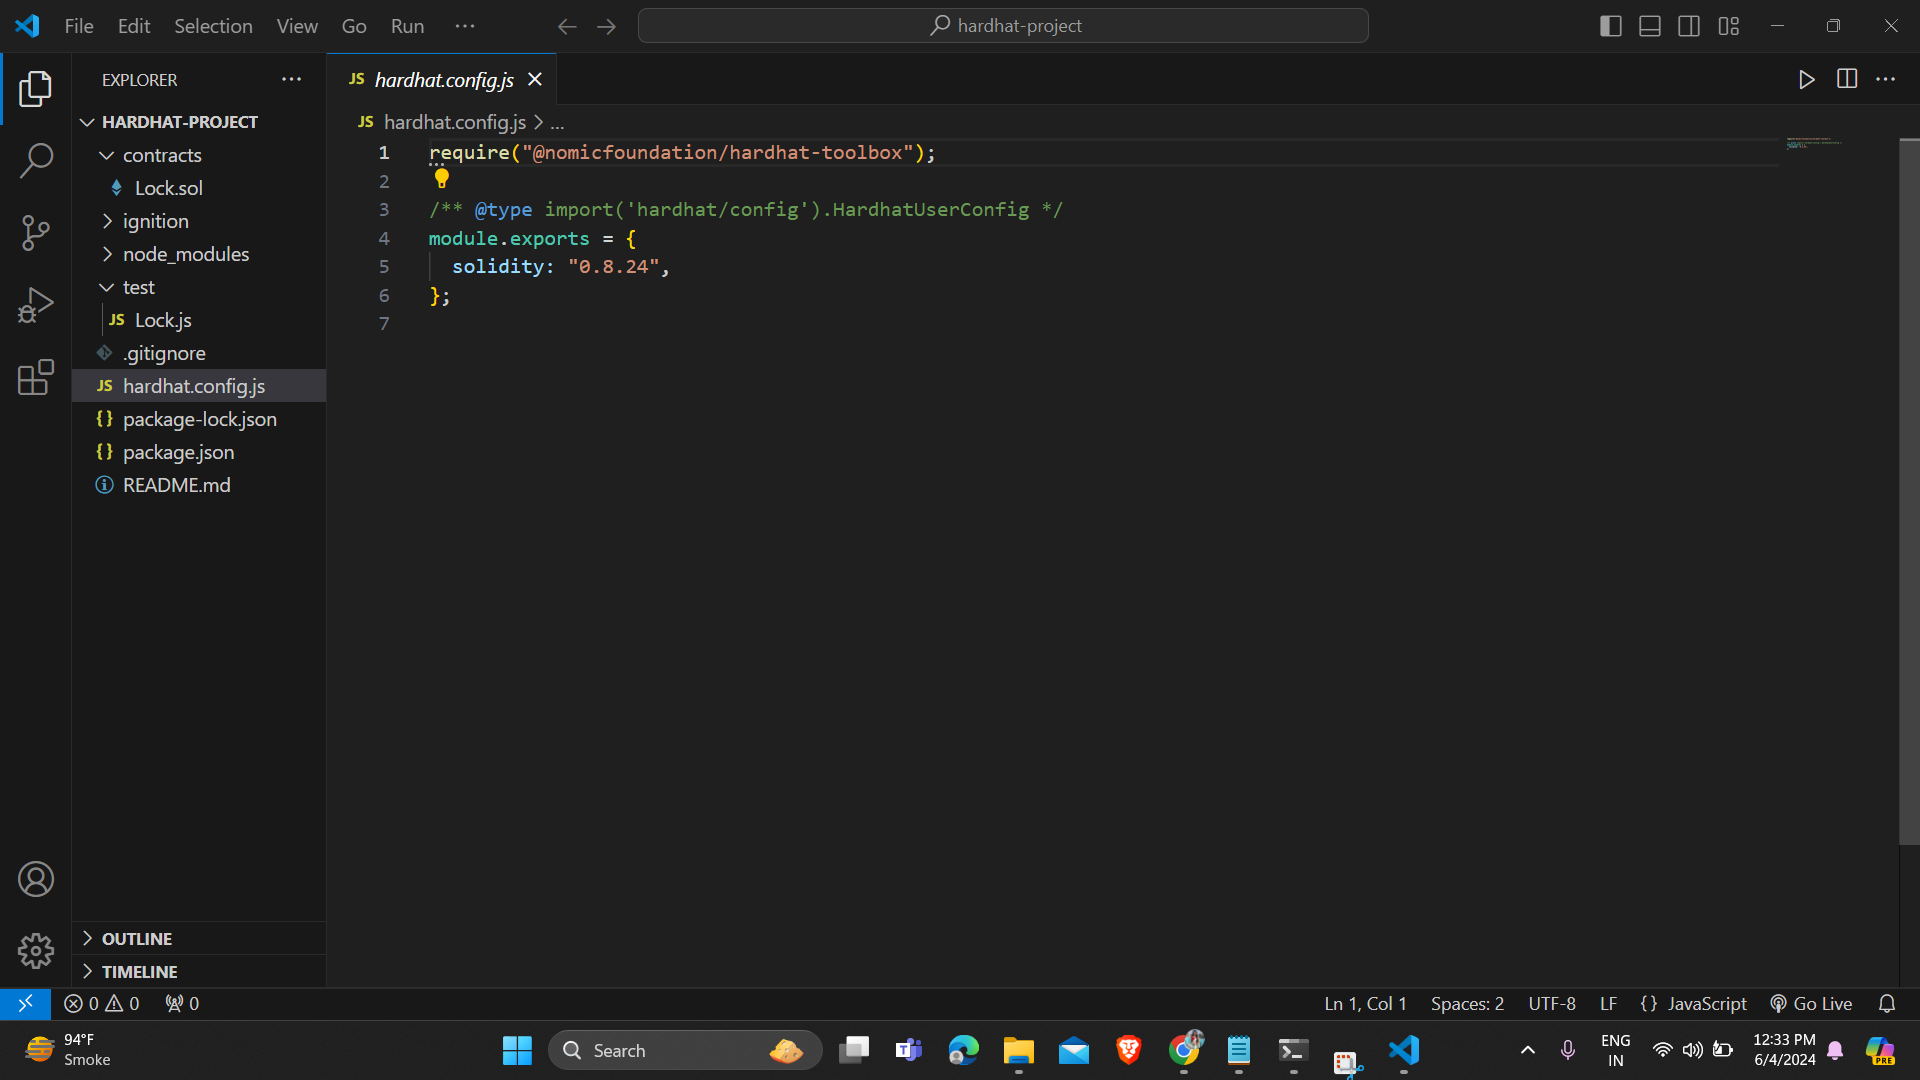 File Edit Selection View Go Run ···
hardhat-project
EXPLORER ···
HARDHAT-PROJECT
contracts
Lock.sol
ignition
node_modules
test
JS Lock.js
.gitignore
JS hardhat.config.js
{} package-lock.json
{} package.json
README.md
OUTLINE
TIMELINE
JS hardhat.config.js
JS hardhat.config.js > ...
1 require("@nomicfoundation/hardhat-toolbox");
2
3 /** @type import('hardhat/config').HardhatUserConfig */
4 module.exports = {
5 solidity: "0.8.24",
6 };
7
0 0 0
Ln 1, Col 1 Spaces: 2 UTF-8 LF {} JavaScript Go Live
94°F
Smoke
Search
ENG
IN
12:33 PM
6/4/2024
PRE